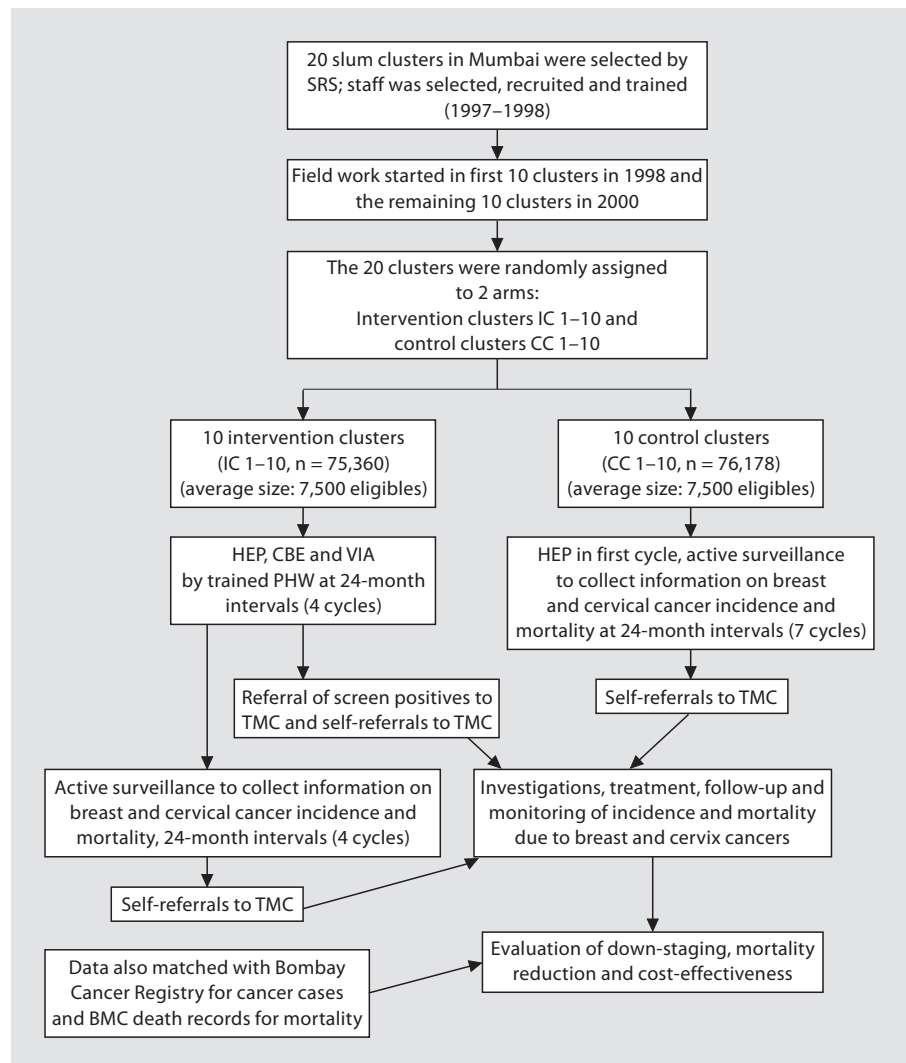 20 slum clusters in Mumbai were selected by
SRS; staff was selected, recruited and trained
(1997–1998)
Field work started in first 10 clusters in 1998 and
the remaining 10 clusters in 2000
The 20 clusters were randomly assigned
to 2 arms:
Intervention clusters IC 1–10 and
control clusters CC 1–10
10 intervention clusters
(IC 1–10, n = 75,360)
(average size: 7,500 eligibles)
10 control clusters
(CC 1–10, n = 76,178)
(average size: 7,500 eligibles)
HEP, CBE and VIA
by trained PHW at 24-month
intervals (4 cycles)
HEP in first cycle, active surveillance
to collect information on breast
and cervical cancer incidence and
mortality at 24-month intervals (7 cycles)
Referral of screen positives to
TMC and self-referrals to TMC
Self-referrals to TMC
Active surveillance to collect information on
breast and cervical cancer incidence and
mortality, 24-month intervals (4 cycles)
Investigations, treatment, follow-up and
monitoring of incidence and mortality
due to breast and cervix cancers
Self-referrals to TMC
Data also matched with Bombay
Cancer Registry for cancer cases
and BMC death records for mortality
Evaluation of down-staging, mortality
reduction and cost-effectiveness